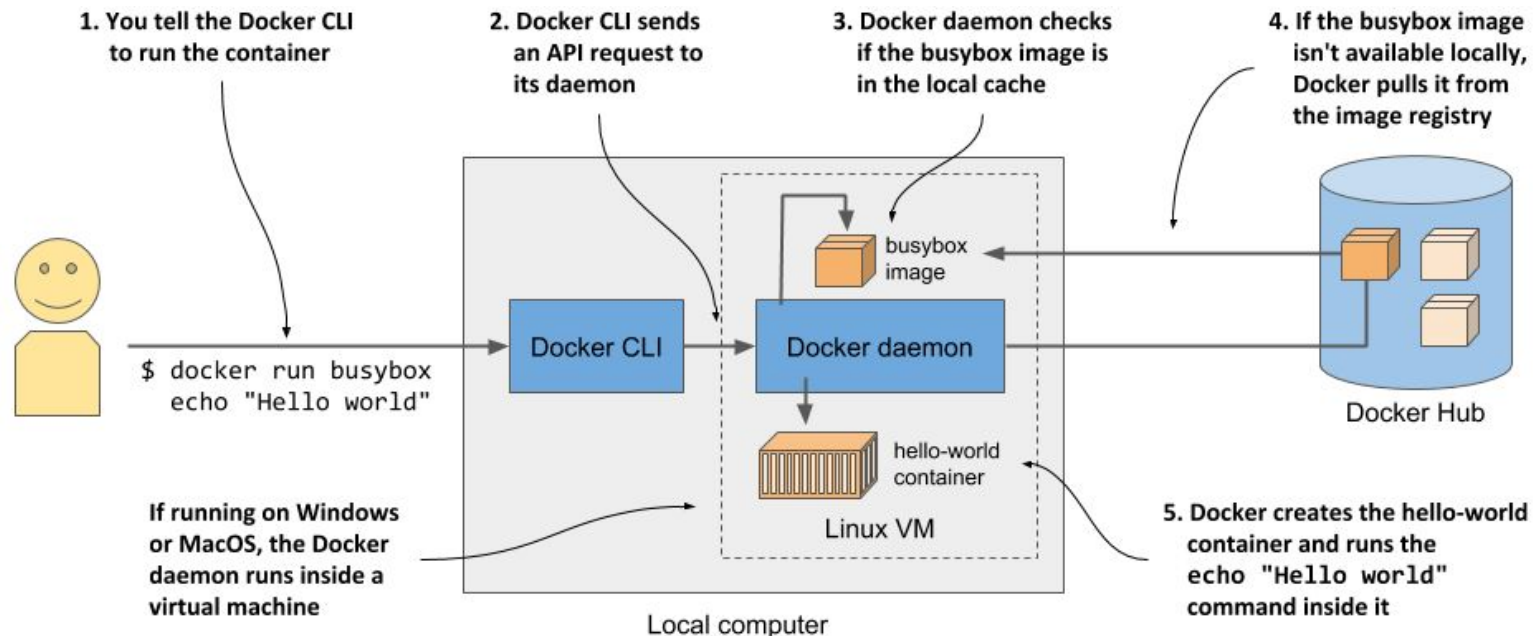 1. You tell the Docker CLI
to run the container
2. Docker CLI sends
an API request to
its daemon
3. Docker daemon checks
if the busybox image is
in the local cache
4. If the busybox image
isn't available locally,
Docker pulls it from
the image registry
busybox
image
Docker CLI
Docker daemon
$ docker run busybox
echo "Hello world"
Docker Hub
hello-world
container
Linux VM
If running on Windows
or MacOS, the Docker
daemon runs inside a
virtual machine
5. Docker creates the hello-world
container and runs the
echo "Hello world"
command inside it
Local computer